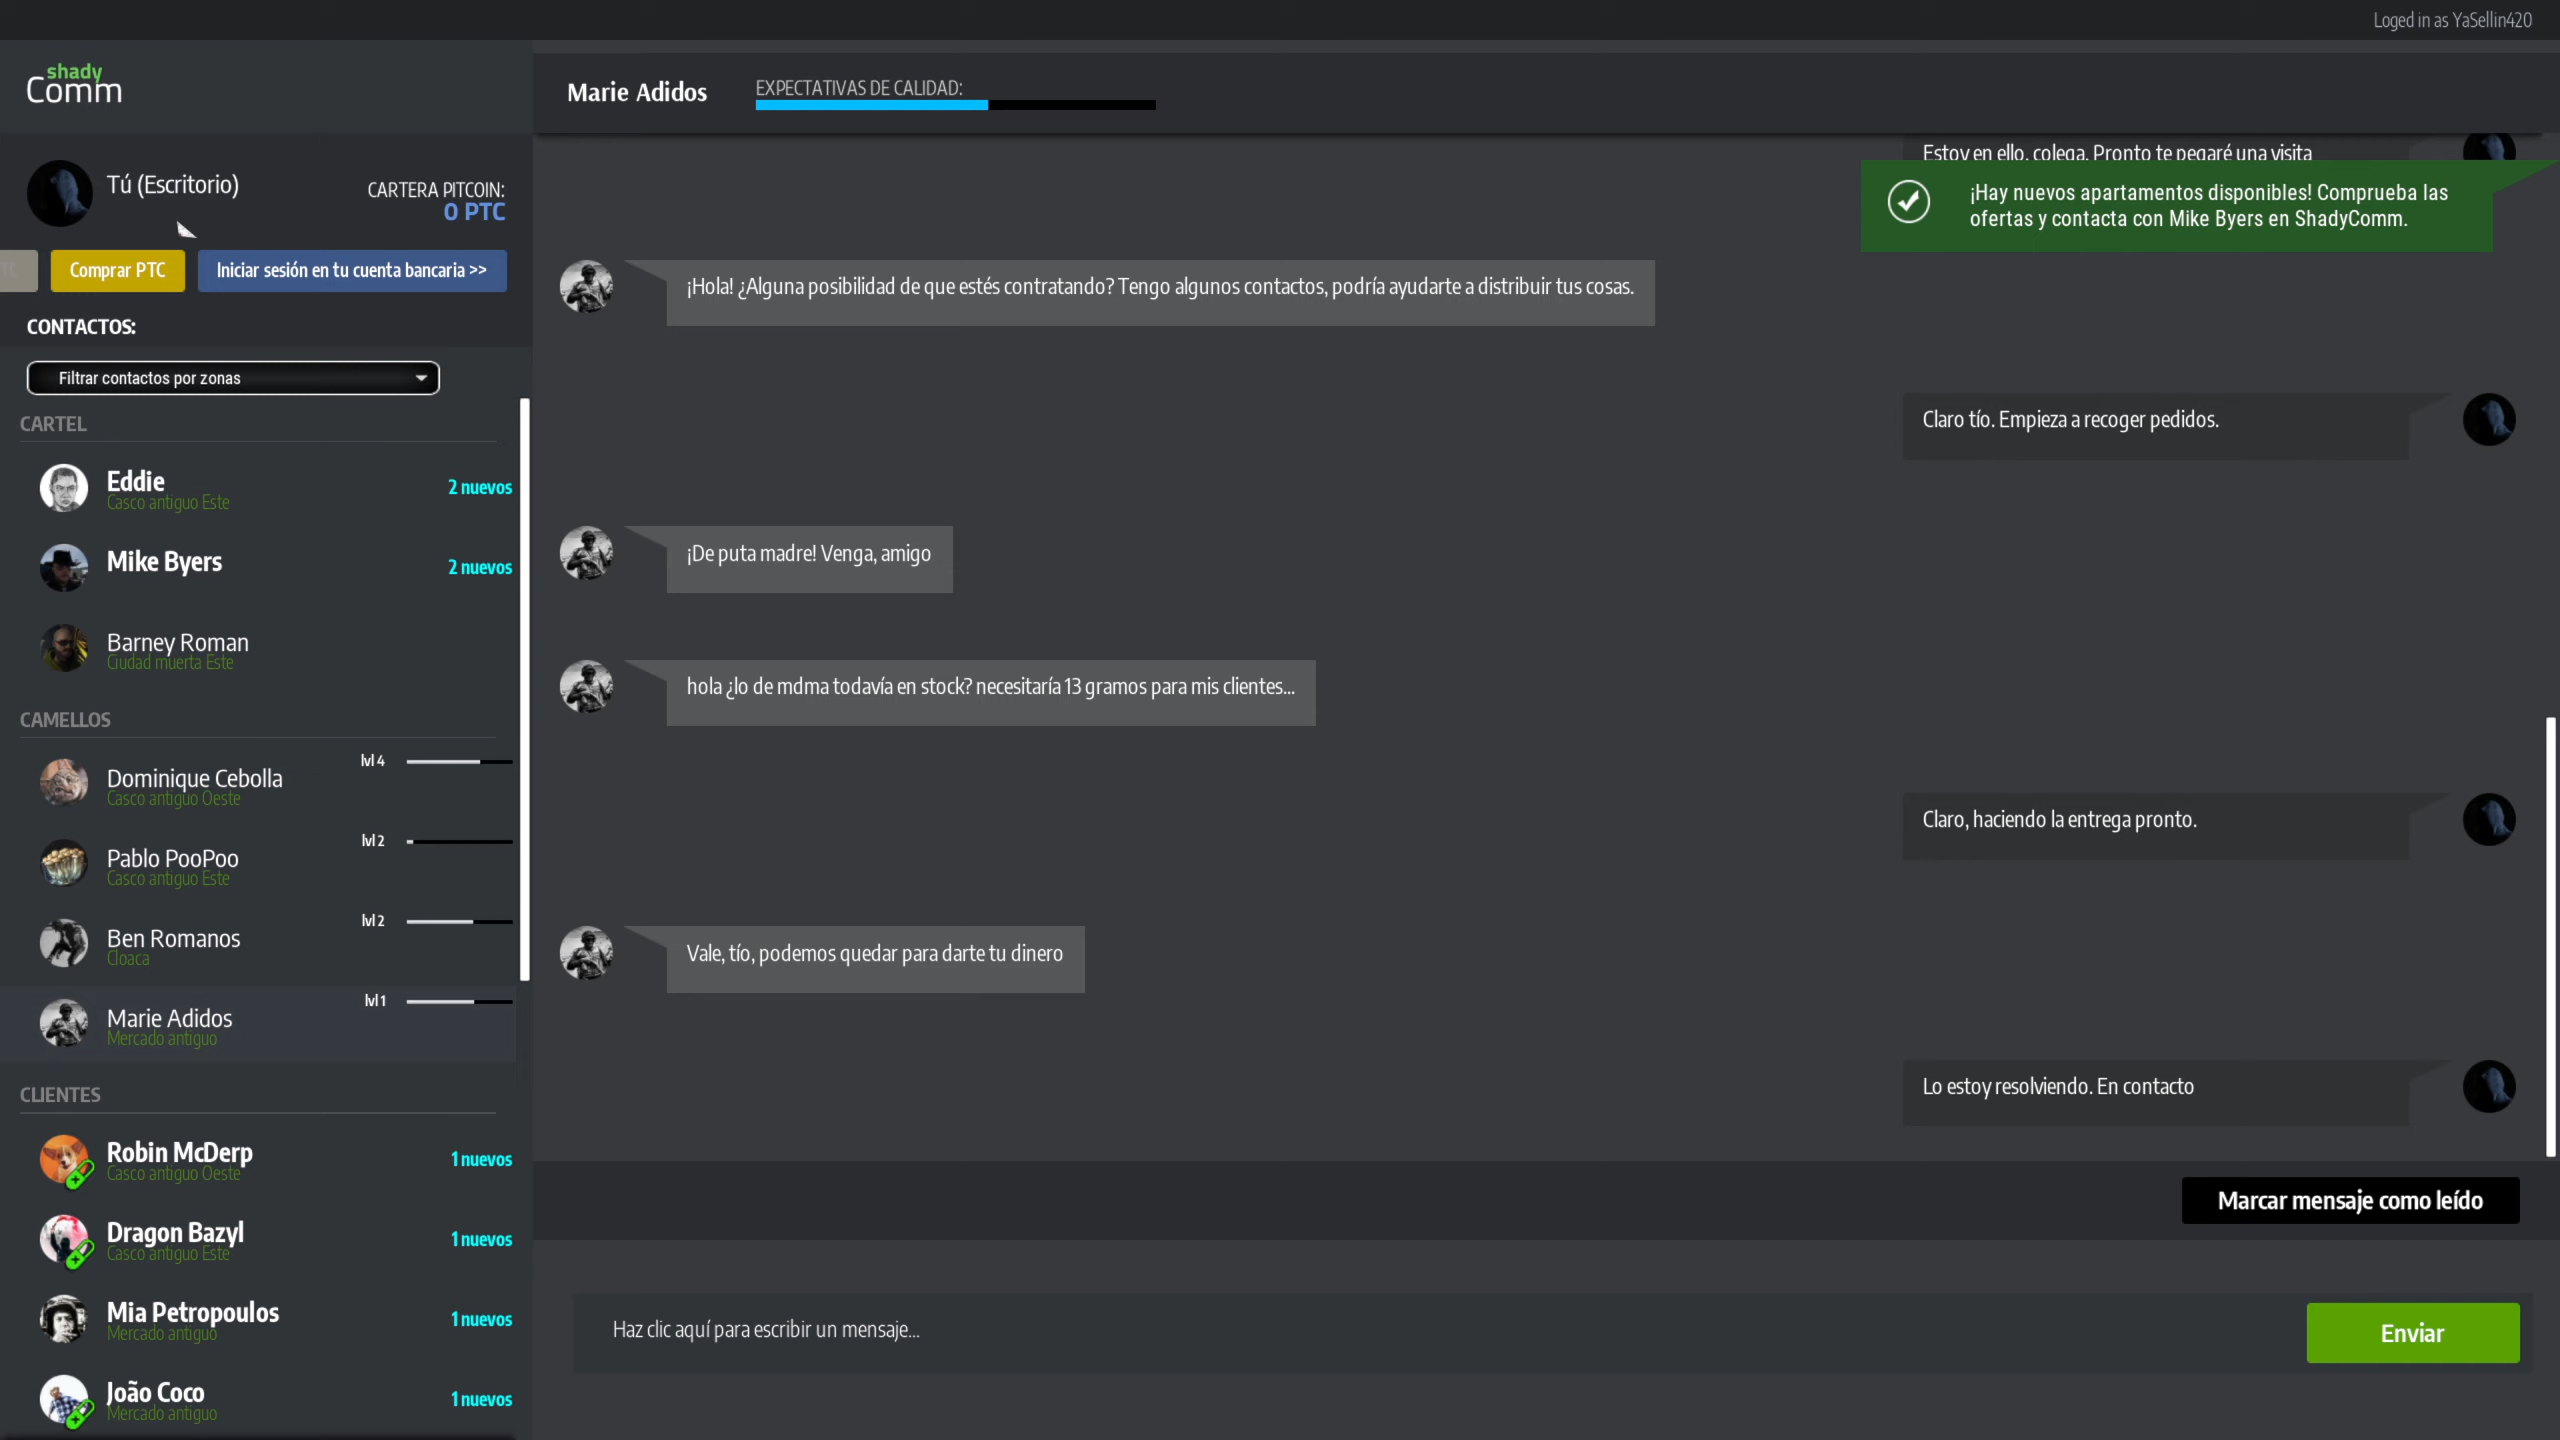 Loged in as YaSellin420
shady
Comm
Marie Adidos
EXPECTATIVAS DE CALIDAD:
Tú (Escritorio)
CARTERA PITCOIN:
0 PTC
TC
Comprar PTC
Iniciar sesión en tu cuenta bancaria >>
CONTACTOS:
Filtrar contactos por zonas
CARTEL
Eddie
Casco antiguo Este
2 nuevos
Mike Byers
2 nuevos
Barney Roman
Ciudad muerta Este
CAMELLOS
Dominique Cebolla
Casco antiguo Oeste
lvl 4
Pablo PooPoo
Casco antiguo Este
lvl 2
Ben Romanos
Cloaca
lvl 2
Marie Adidos
Mercado antiguo
lvl 1
CLIENTES
Robin McDerp
Casco antiguo Oeste
1 nuevos
Dragon Bazyl
Casco antiguo Este
1 nuevos
Mia Petropoulos
Mercado antiguo
1 nuevos
João Coco
Mercado antiguo
1 nuevos
Estoy en ello, colega. Pronto te pegaré una visita
¡Hay nuevos apartamentos disponibles! Comprueba las
ofertas y contacta con Mike Byers en ShadyComm.
¡Hola! ¿Alguna posibilidad de que estés contratando? Tengo algunos contactos, podría ayudarte a distribuir tus cosas.
Claro tío. Empieza a recoger pedidos.
¡De puta madre! Venga, amigo
hola ¿lo de mdma todavía en stock? necesitaría 13 gramos para mis clientes...
Claro, haciendo la entrega pronto.
Vale, tío, podemos quedar para darte tu dinero
Lo estoy resolviendo. En contacto
Marcar mensaje como leído
Haz clic aquí para escribir un mensaje...
Enviar